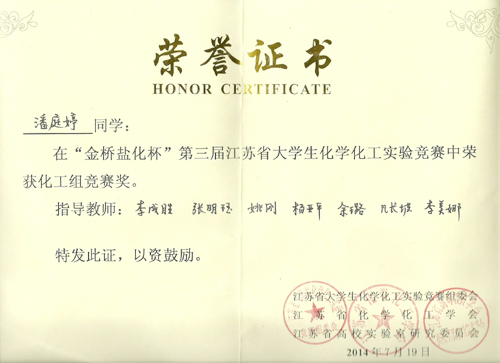 荣誉证书
HONOR CERTIFICATE
潘庭婷 同学：
在“金桥盐化杯”第三届江苏省大学生化学化工实验竞赛中荣
获化工组竞赛奖。
指导教师：李成胜 张明珏 姚刚 杨亚军 余璐 李美娜
特发此证，以资鼓励。
江苏省大学生化学化工实验竞赛组委会
江苏省化学化工学会
江苏省高校实验室研究委员会
2014年7月19日